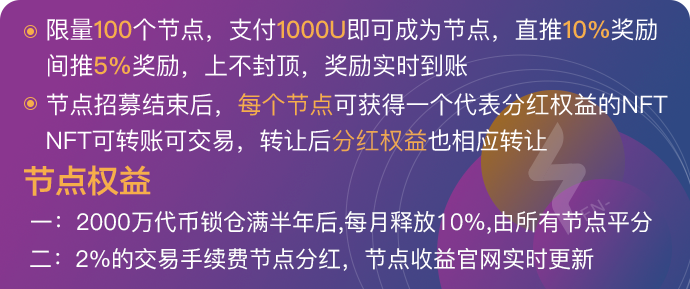 限量100个节点，支付1000U即可成为节点，直推10%奖励
间推5%奖励，上不封顶，奖励实时到账
节点招募结束后，每个节点可获得一个代表分红权益的NFT
NFT可转账可交易，转让后分红权益也相应转让
节点权益
一：2000万代币锁仓满半年后,每月释放10%,由所有节点平分
二：2%的交易手续费节点分红，节点收益官网实时更新